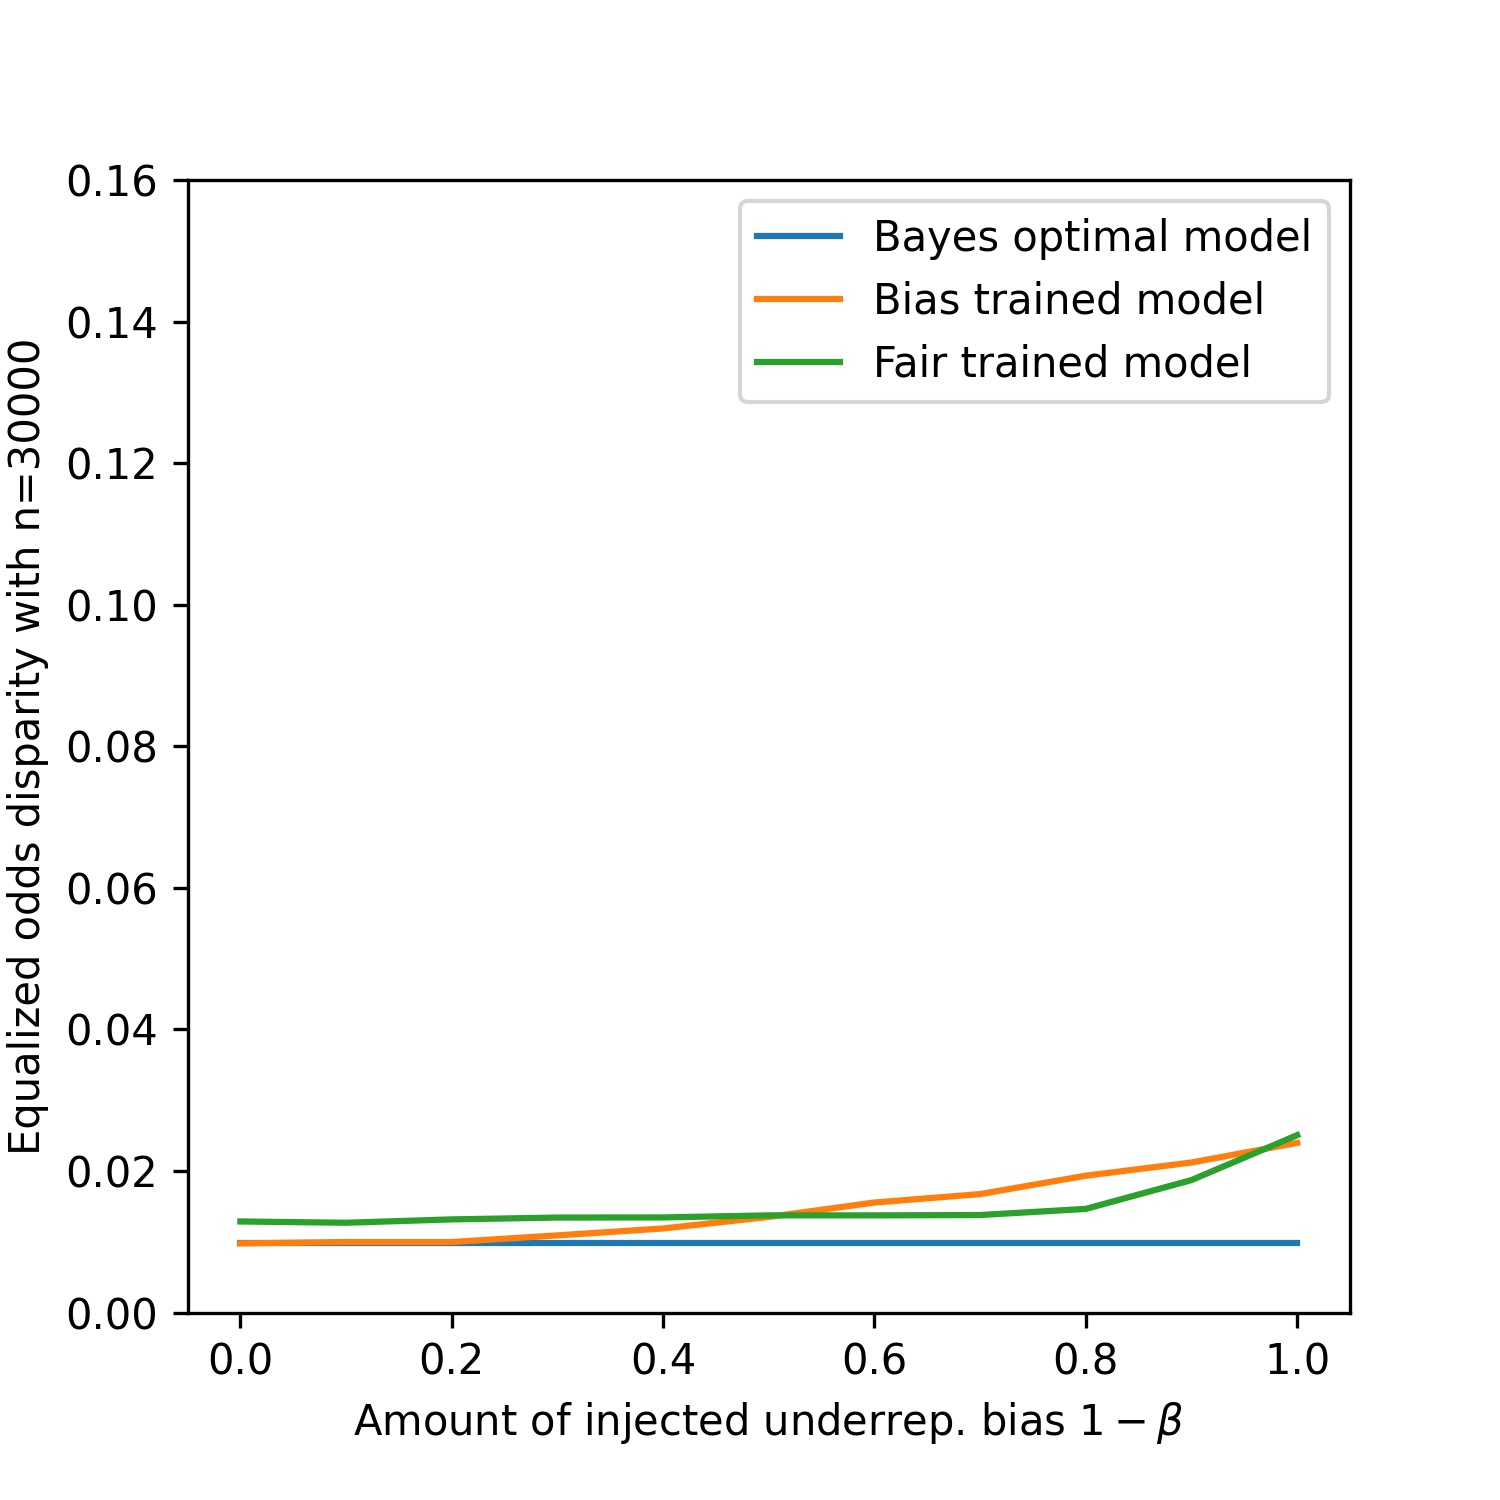 Equalized odds disparity with n=30000
0.16
0.14
0.12
0.10
0.08
0.06
0.04
0.02
0.00
Bayes optimal model
Bias trained model
Fair trained model
0.0 0.2 0.4 0.6 0.8 1.0
Amount of injected underrep. bias 1 − β